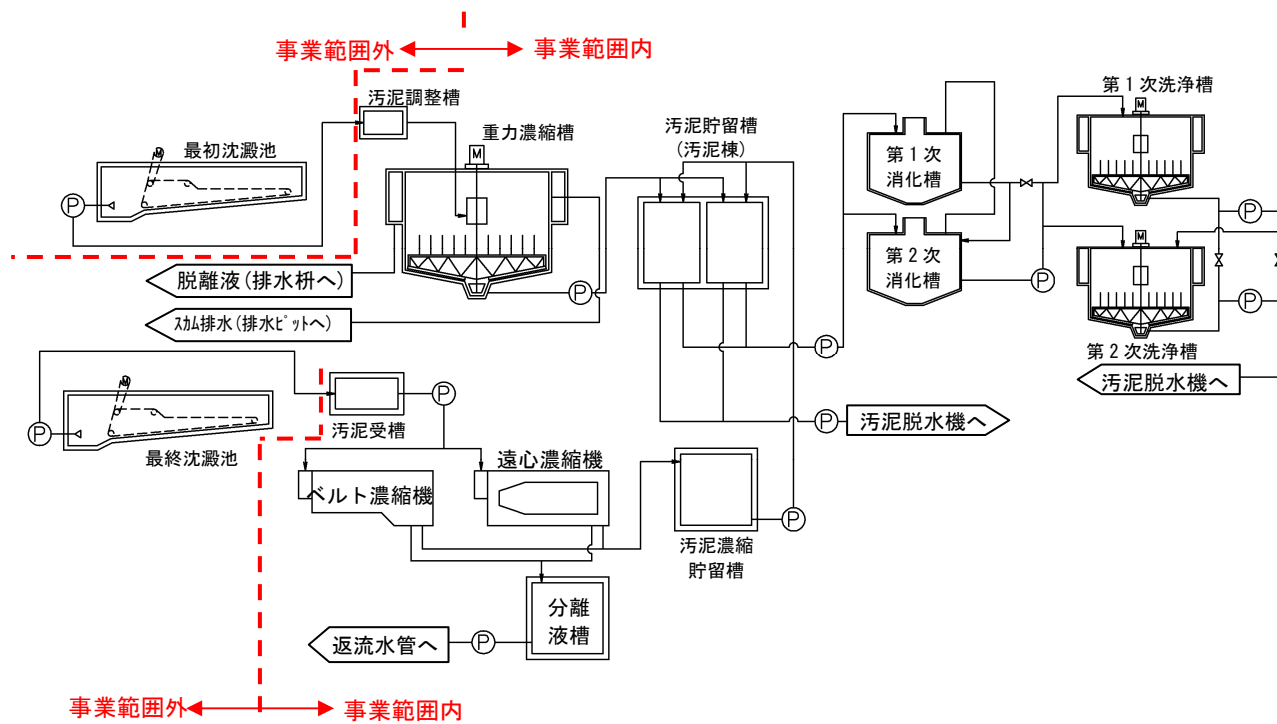 事業範囲外
事業範囲内
汚泥調整槽
重力濃縮槽
M
最初沈澱池
M
P
汚泥貯留槽
(汚泥棟)
第1次
消化槽
第2次
消化槽
第1次洗浄槽
M
M
第2次洗浄槽
P
P
P
P
脱離液(排水枡へ)
スカム排水(排水ピットへ)
P
P
汚泥脱水機へ
汚泥脱水機へ
M
P
最終沈澱池
汚泥受槽
P
ベルト濃縮機
遠心濃縮機
汚泥濃縮
貯留槽
P
分離
液槽
P
返流水管へ
事業範囲外
事業範囲内